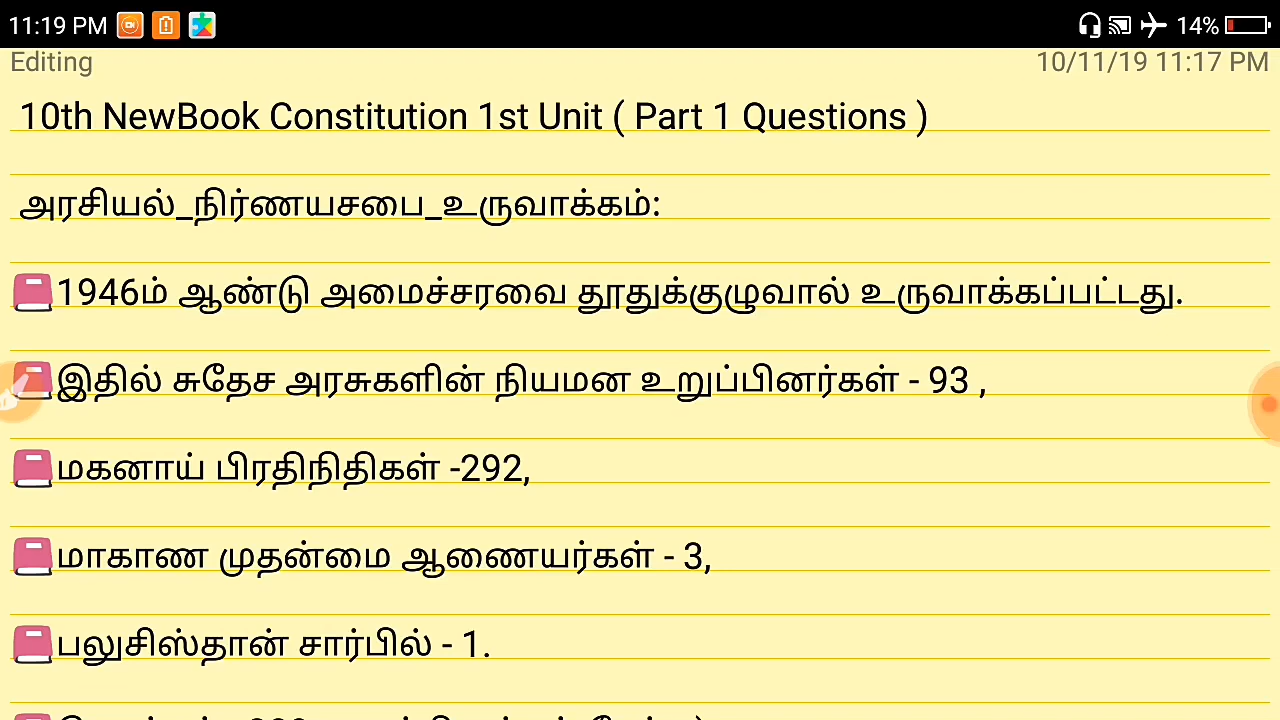 11:19 PM 14%
Editing 10/11/19 11:17 PM
10th NewBook Constitution 1st Unit ( Part 1 Questions )
அரசியல்_நிர்ணயசபை_உருவாக்கம்:
1946ம் ஆண்டு அமைச்சரவை தூதுக்குழுவால் உருவாக்கப்பட்டது.
இதில் சுதேச அரசுகளின் நியமன உறுப்பினர்கள் - 93 ,
மகனாய் பிரதிநிதிகள் -292,
மாகாண முதன்மை ஆணையர்கள் - 3,
பலுசிஸ்தான் சார்பில் - 1.